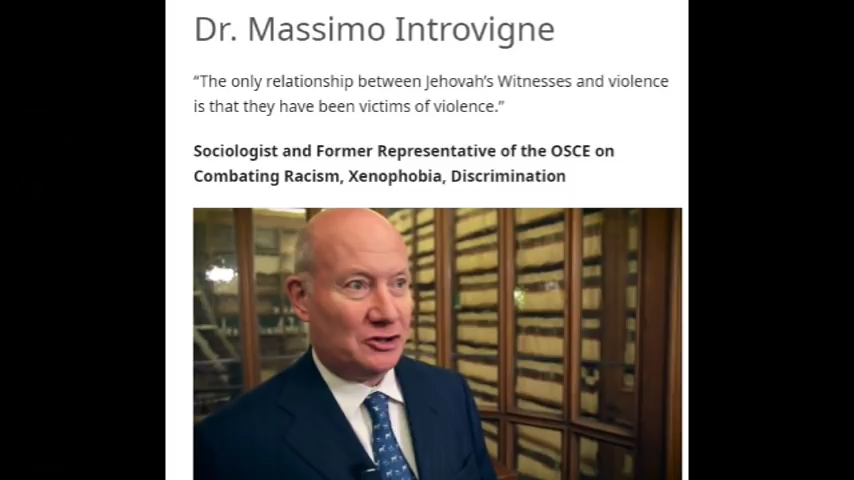 Dr. Massimo Introvigne
“The only relationship between Jehovah’s Witnesses and violence
is that they have been victims of violence.”
Sociologist and Former Representative of the OSCE on
Combating Racism, Xenophobia, Discrimination